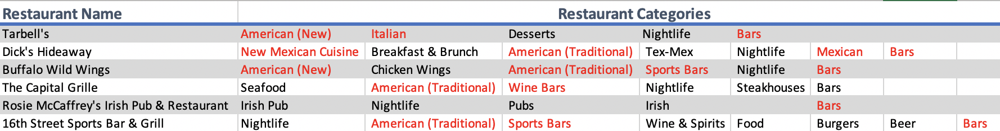 Restaurant Name Restaurant Categories
Tarbell's American (New) Italian Desserts Nightlife Bars
Dick's Hideaway New Mexican Cuisine Breakfast & Brunch American (Traditional) Tex-Mex Nightlife Mexican Bars
Buffalo Wild Wings American (New) Chicken Wings American (Traditional) Sports Bars Nightlife Bars
The Capital Grille Seafood American (Traditional) Wine Bars Nightlife Steakhouses Bars
Rosie McCaffrey's Irish Pub & Restaurant Irish Pub Nightlife Pubs Irish Bars
16th Street Sports Bar & Grill Nightlife American (Traditional) Sports Bars Wine & Spirits Food Burgers Beer Bars